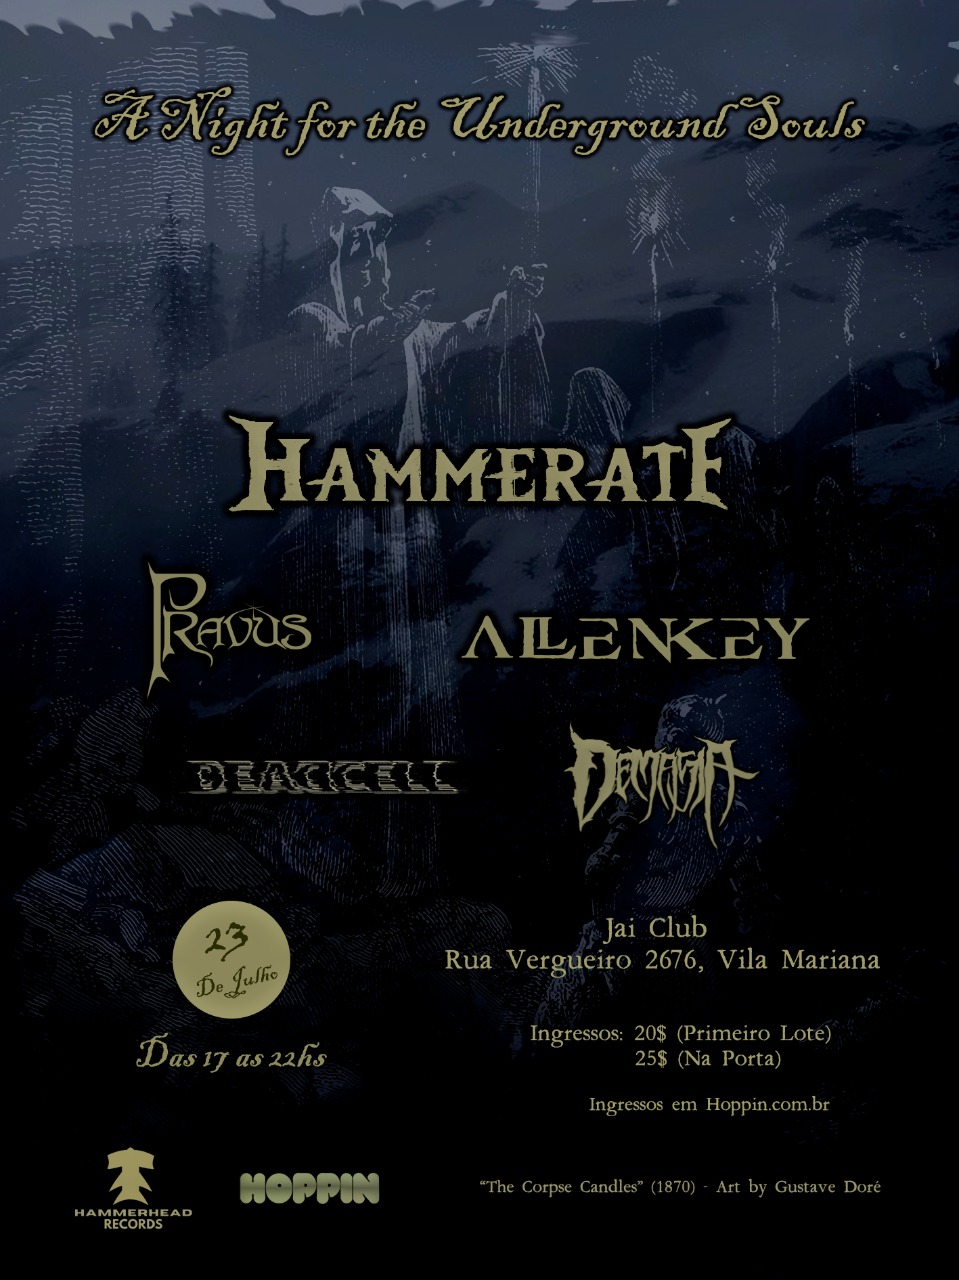 A Night for the Underground Souls
HAMMERATE
PRAVUS
ALLENKEY
DEADCELL
DEMASIA
23
De Julho
Das 17 as 22hs
Jai Club
Rua Vergueiro 2676, Vila Mariana
Ingressos: 20$ (Primeiro Lote)
25$ (Na Porta)
Ingressos em Hoppin.com.br
HAMMERHEAD
RECORDS
HOPPIN
“The Corpse Candles” (1870) - Art by Gustave Doré